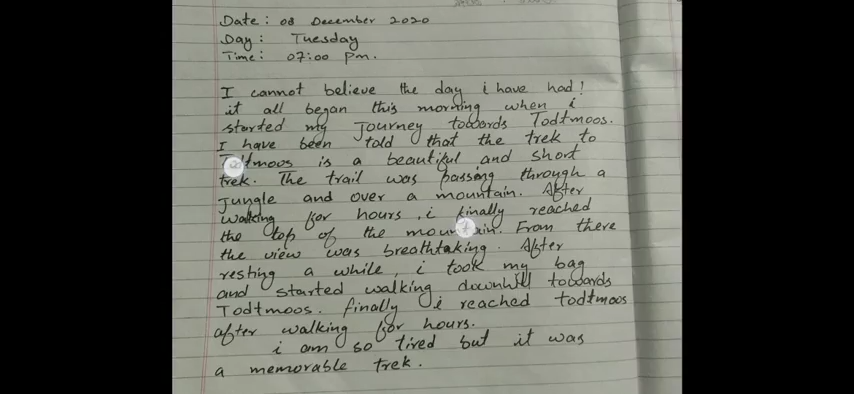 Date: 08 December 2020
Day: Tuesday
Time: 07:00 pm.
I cannot believe the day i have had!
it all began this morning when i
started my journey towards Todtmoos.
I have been told that the trek to
Todtmoos is a beautiful and short
trek. The trail was passing through a
jungle and over a mountain. After
walking for hours, i finally reached
the top of the mountain. From there
the view was breathtaking. After
resting a while, i took my bag
and started walking downhill towards
Todtmoos. finally i reached todtmoos
after walking for hours.
i am so tired but it was
a memorable trek.